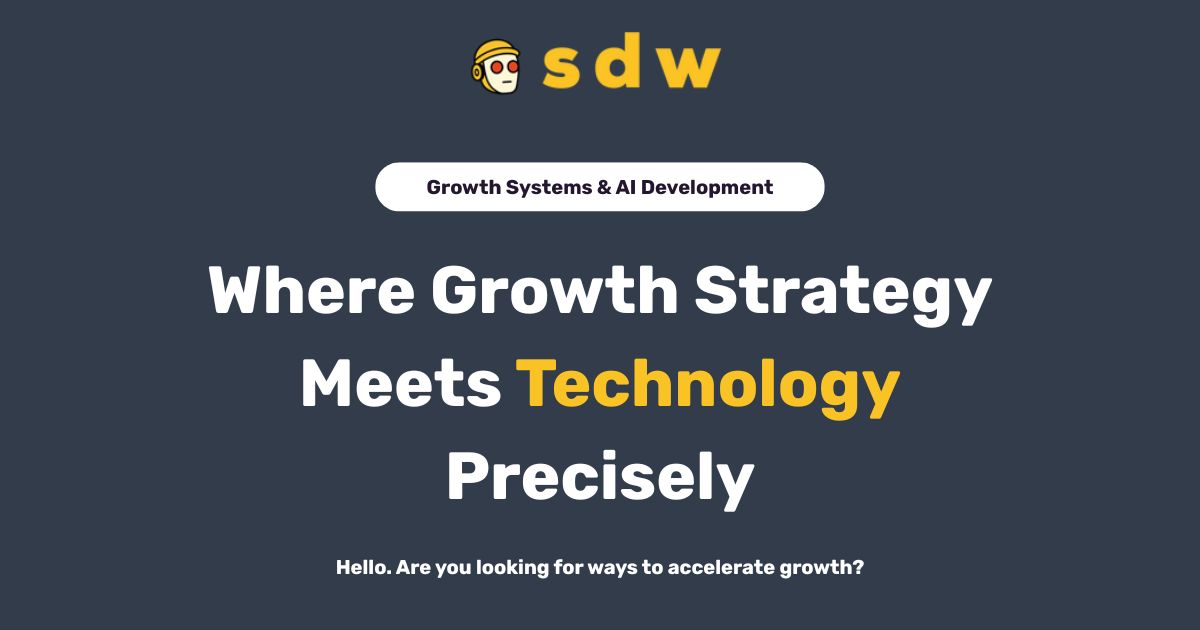 sdw
Growth Systems & AI Development
Where Growth Strategy
Meets Technology
Precisely
Hello. Are you looking for ways to accelerate growth?